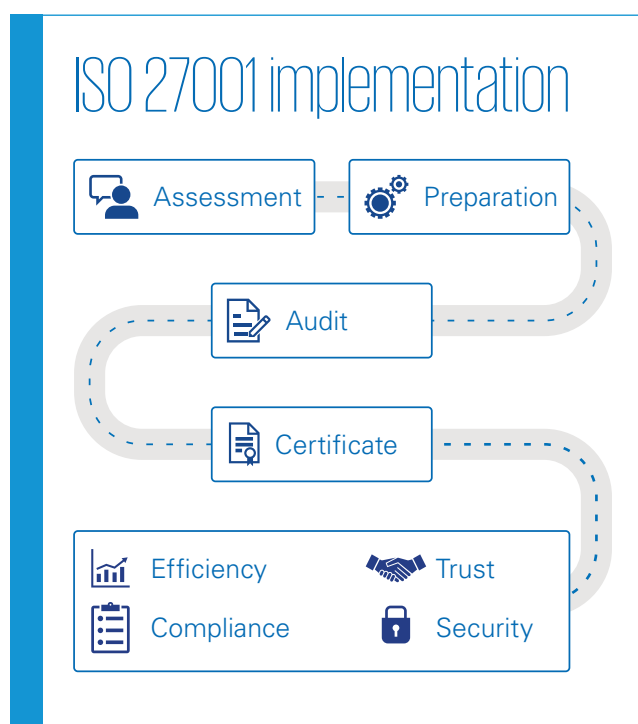 ISO 27001 implementation
Assessment
Preparation
Audit
Certificate
Efficiency
Trust
Compliance
Security